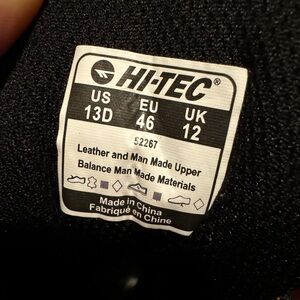 HI-TEC®
US EU UK
13D 46 12
52267
Leather and Man Made Upper
Balance Man Made Materials
Made in China
Fabriqué en Chine